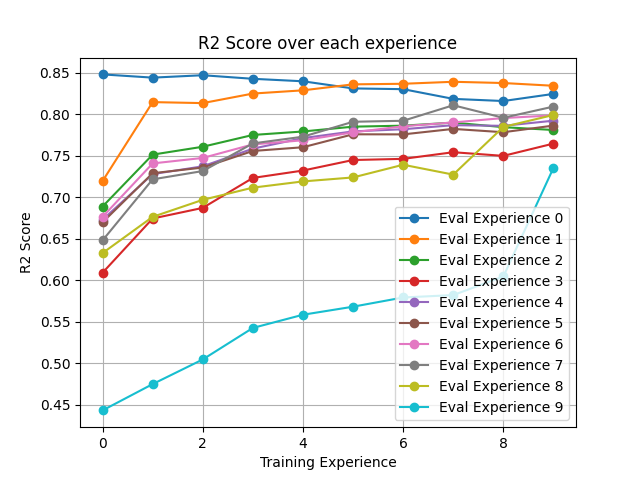 R2 Score over each experience
0.85
0.80
0.75
0.70
0.65
0.60
0.55
0.50
0.45
R2 Score
0 2 4 6 8
Training Experience
Eval Experience 0
Eval Experience 1
Eval Experience 2
Eval Experience 3
Eval Experience 4
Eval Experience 5
Eval Experience 6
Eval Experience 7
Eval Experience 8
Eval Experience 9